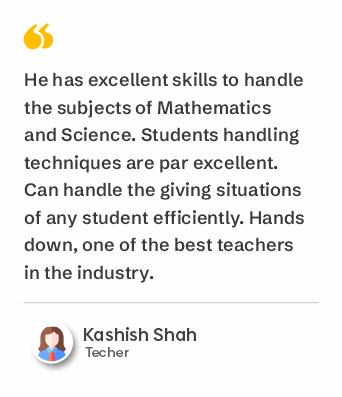 He has excellent skills to handle
the subjects of Mathematics
and Science. Students handling
techniques are par excellent.
Can handle the giving situations
of any student efficiently. Hands
down, one of the best teachers
in the industry.
Kashish Shah
Techer